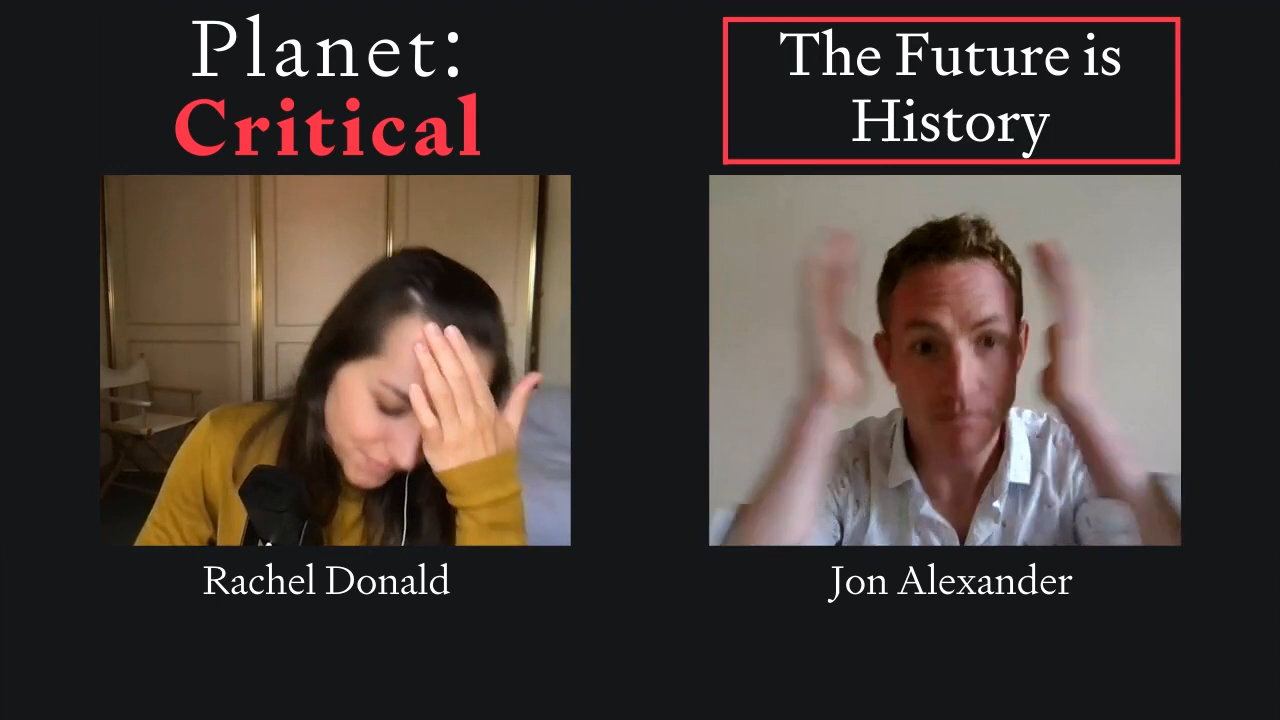 Planet:
Critical
The Future is
History
Rachel Donald
Jon Alexander